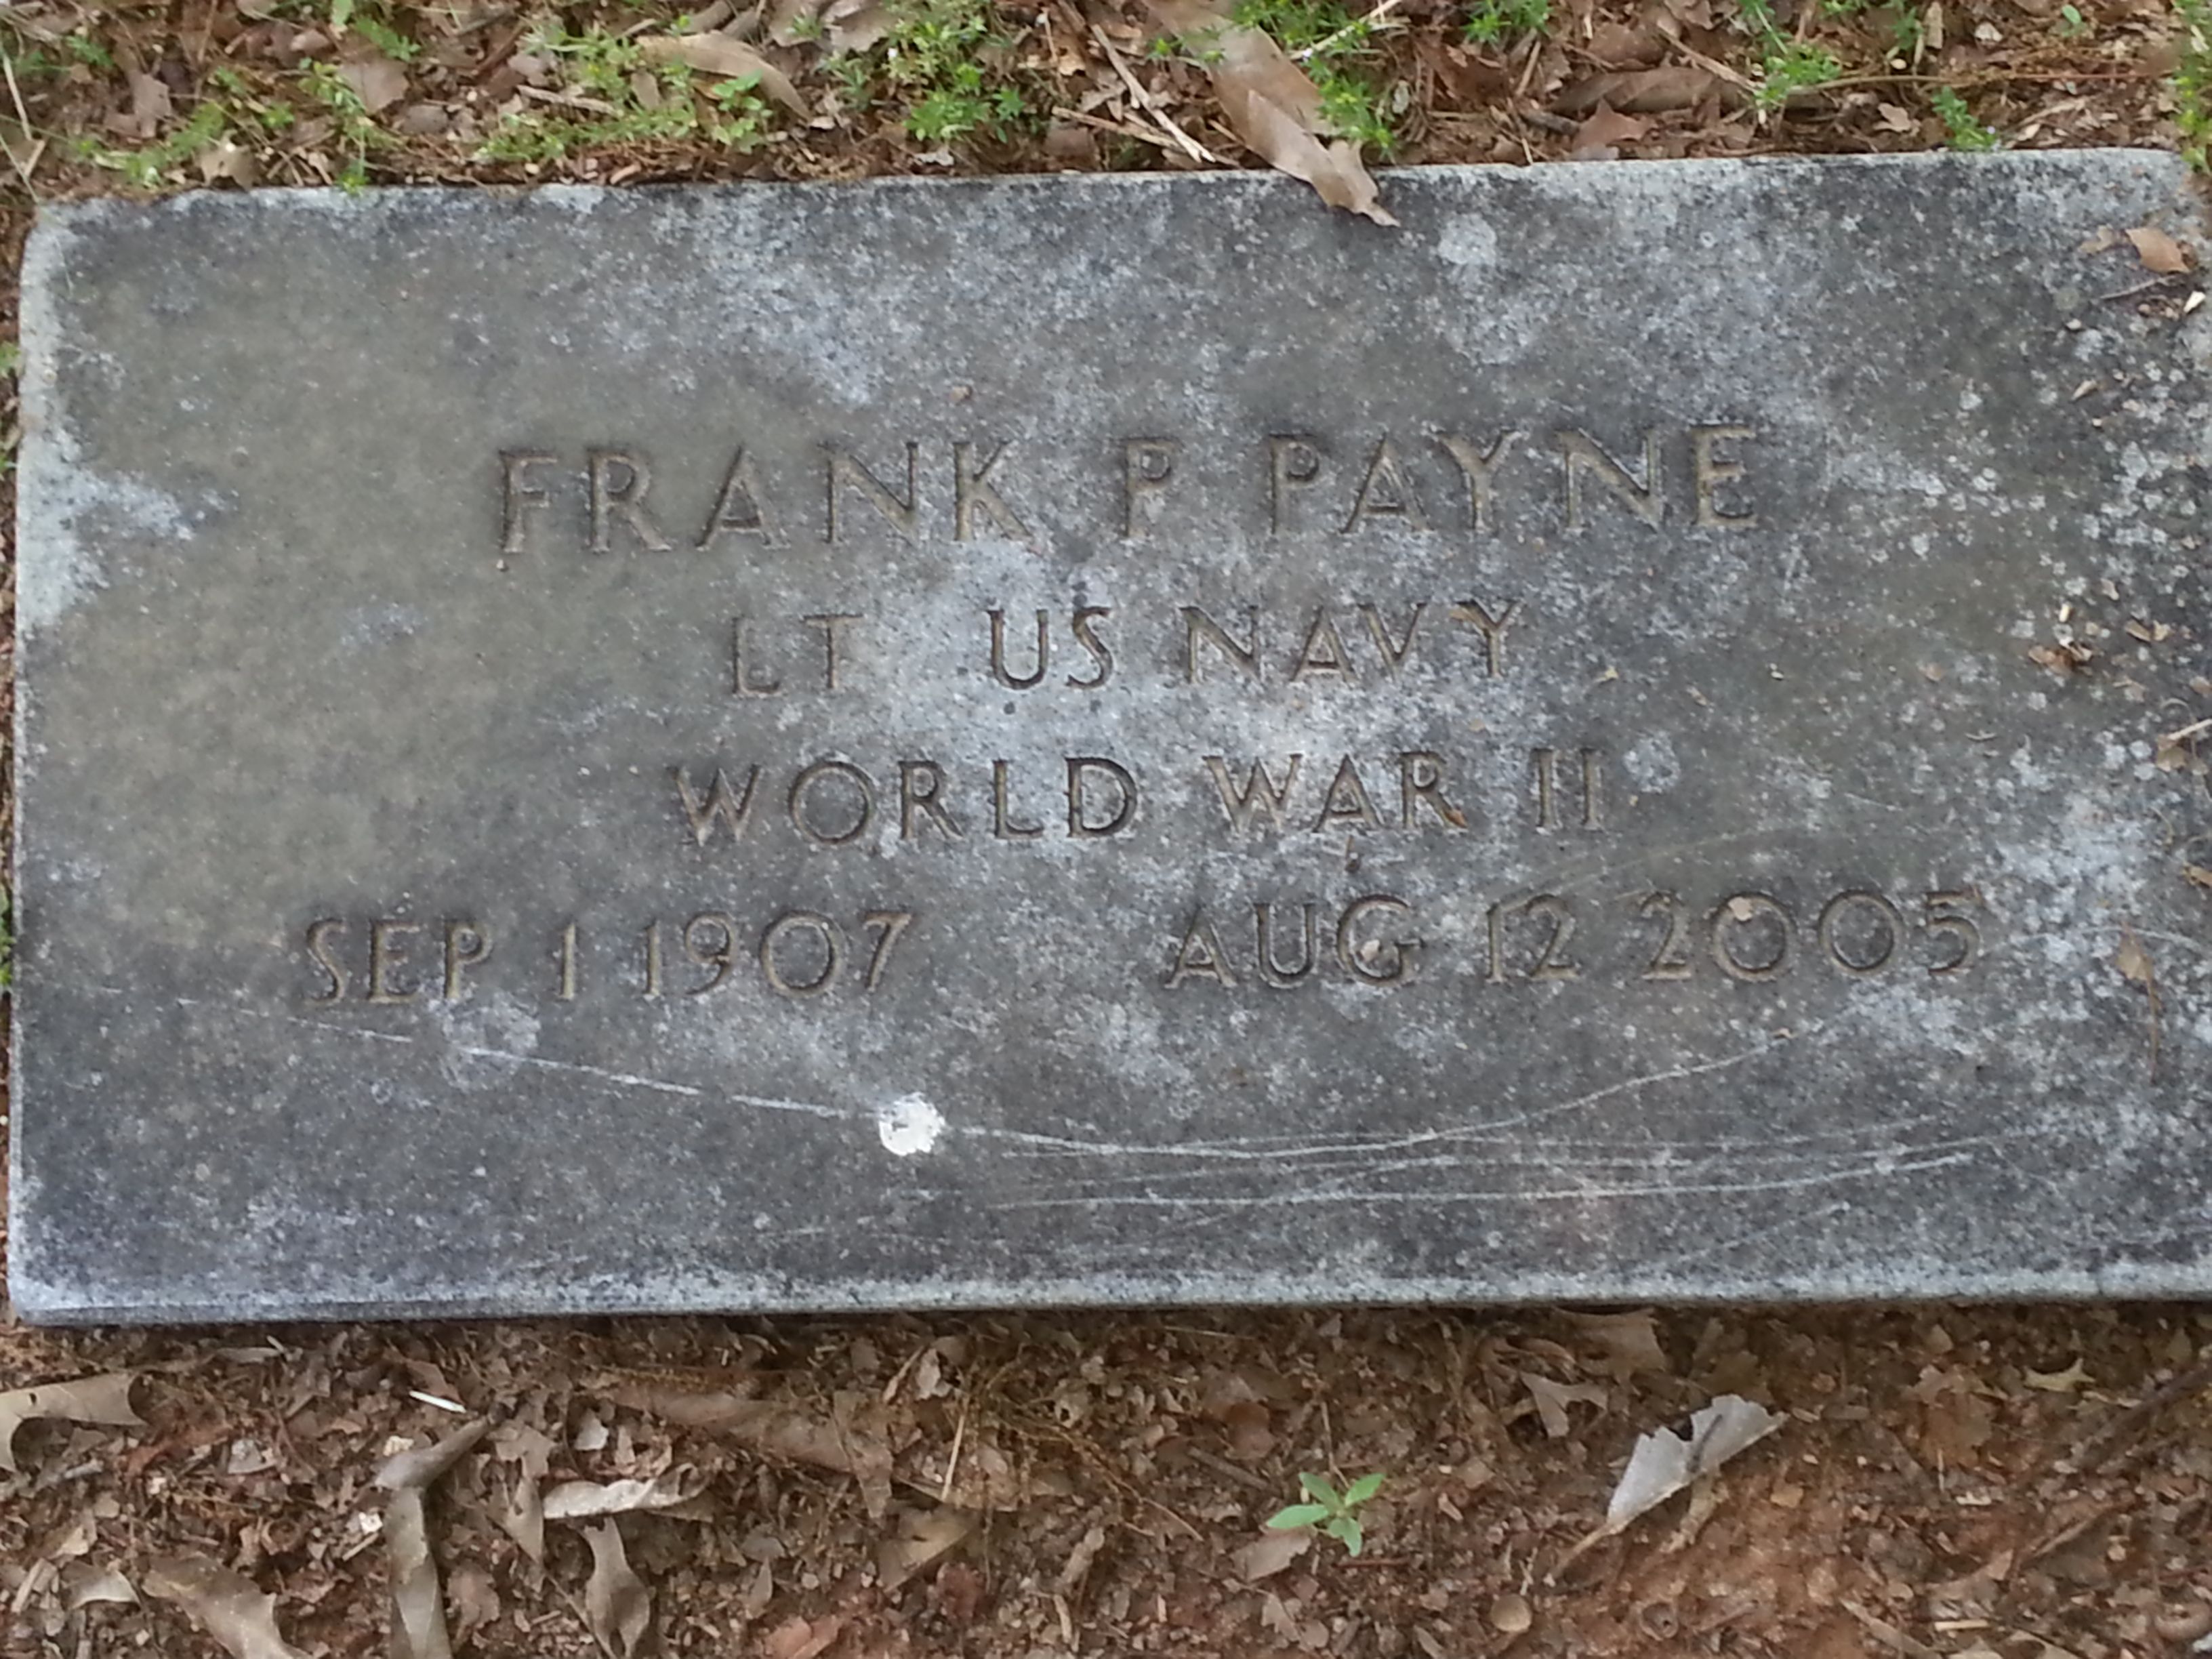 FRANK P PAYNE
LT US NAVY
WORLD WAR II
SEP 1 1907 AUG 12 2005